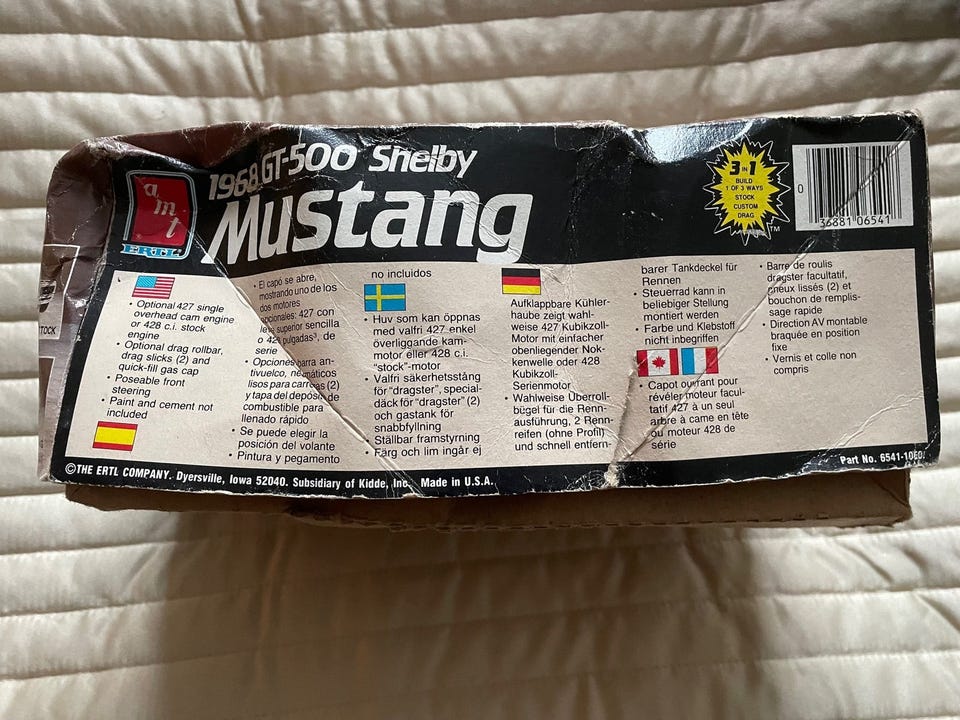 1968 GT-500 Shelby
Mustang
amt
ERTL
3 IN 1
BUILD
1 OF 3 WAYS
STOCK
CUSTOM
DRAG
TM
0
36881 06541
TOCK
• Optional 427 single
overhead cam engine
or 428 c.i. stock
engine
• Optional drag rollbar,
drag slicks (2) and
quick-fill gas cap
• Poseable front
steering
• Paint and cement not
included
• El capó se abre,
mostrando uno de los
dos motores
opcionales: 427 con
leva superior sencilla
o 428 pulgadas³, de
serie
• Opciones: barra an-
tivuelco, neumáticos
lisos para carreras (2)
y tapa del depósito de
combustible para
llenado rápido
• Se puede elegir la
posición del volante
• Pintura y pegamento
no incluidos
• Huv som kan öppnas
med valfri 427 enkel
överliggande kam-
motor eller 428 c.i.
"stock"-motor
• Valfri säkerhetsstång
för "dragster", special-
däck för "dragster" (2)
och gastank för
snabbfyllning
Ställbar framstyrning
• Färg och lim ingår ej
Aufklappbare Kühler-
haube zeigt wahl-
weise 427 Kubikzoll-
Motor mit einfacher
obenliegender Nok-
kenwelle oder 428
Kubikzoll-
Serienmotor
• Wahlweise Überroll-
bügel für die Renn-
ausführung, 2 Renn-
reifen (ohne Profil)
und schnell entfern-
barer Tankdeckel für
Rennen
• Steuerrad kann in
beliebiger Stellung
montiert werden
• Farbe und Klebstoff
nicht inbegriffen
• Capot ouvrant pour
révéler moteur facul-
tatif 427 à un seul
arbre à came en tête
ou moteur 428 de
série
• Barre de roulis
dragster facultatif,
pneux lissés (2) et
bouchon de remplis-
sage rapide
• Direction AV montable
braquée en position
fixe
• Vernis et colle non
compris
©THE ERTL COMPANY. Dyersville, Iowa 52040. Subsidiary of Kidde, Inc. Made in U.S.A.
Part No. 6541-1060.